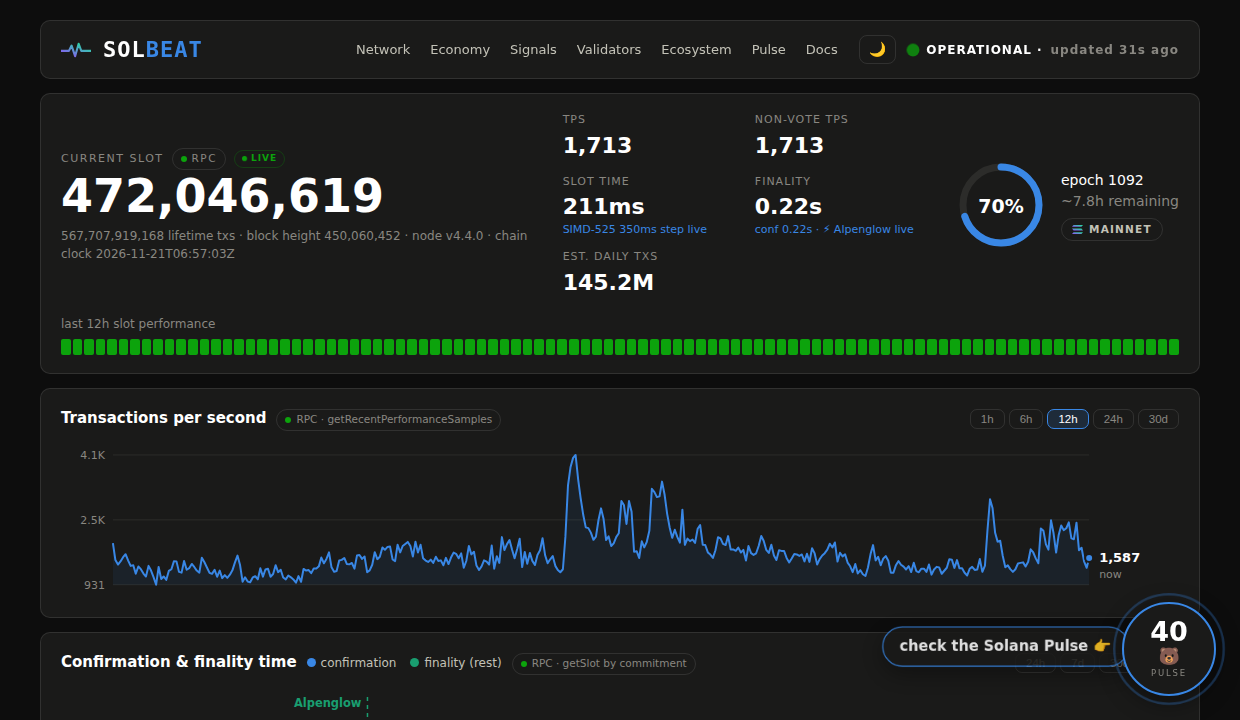 SOLBEAT
Network Economy Signals Validators Ecosystem Pulse Docs
OPERATIONAL · updated 31s ago
CURRENT SLOT RPC LIVE
472,046,619
567,707,919,168 lifetime txs · block height 450,060,452 · node v4.4.0 · chain
clock 2026-11-21T06:57:03Z
TPS
1,713
NON-VOTE TPS
1,713
SLOT TIME
211ms
SIMD-525 350ms step live
FINALITY
0.22s
conf 0.22s · ⚡ Alpenglow live
EST. DAILY TXS
145.2M
70%
epoch 1092
~7.8h remaining
MAINNET
last 12h slot performance
Transactions per second RPC · getRecentPerformanceSamples
1h 6h 12h 24h 30d
4.1K
2.5K
931
1,587
now
Confirmation & finality time confirmation finality (rest) RPC · getSlot by commitment
check the Solana Pulse 👉
40
PULSE
Alpenglow